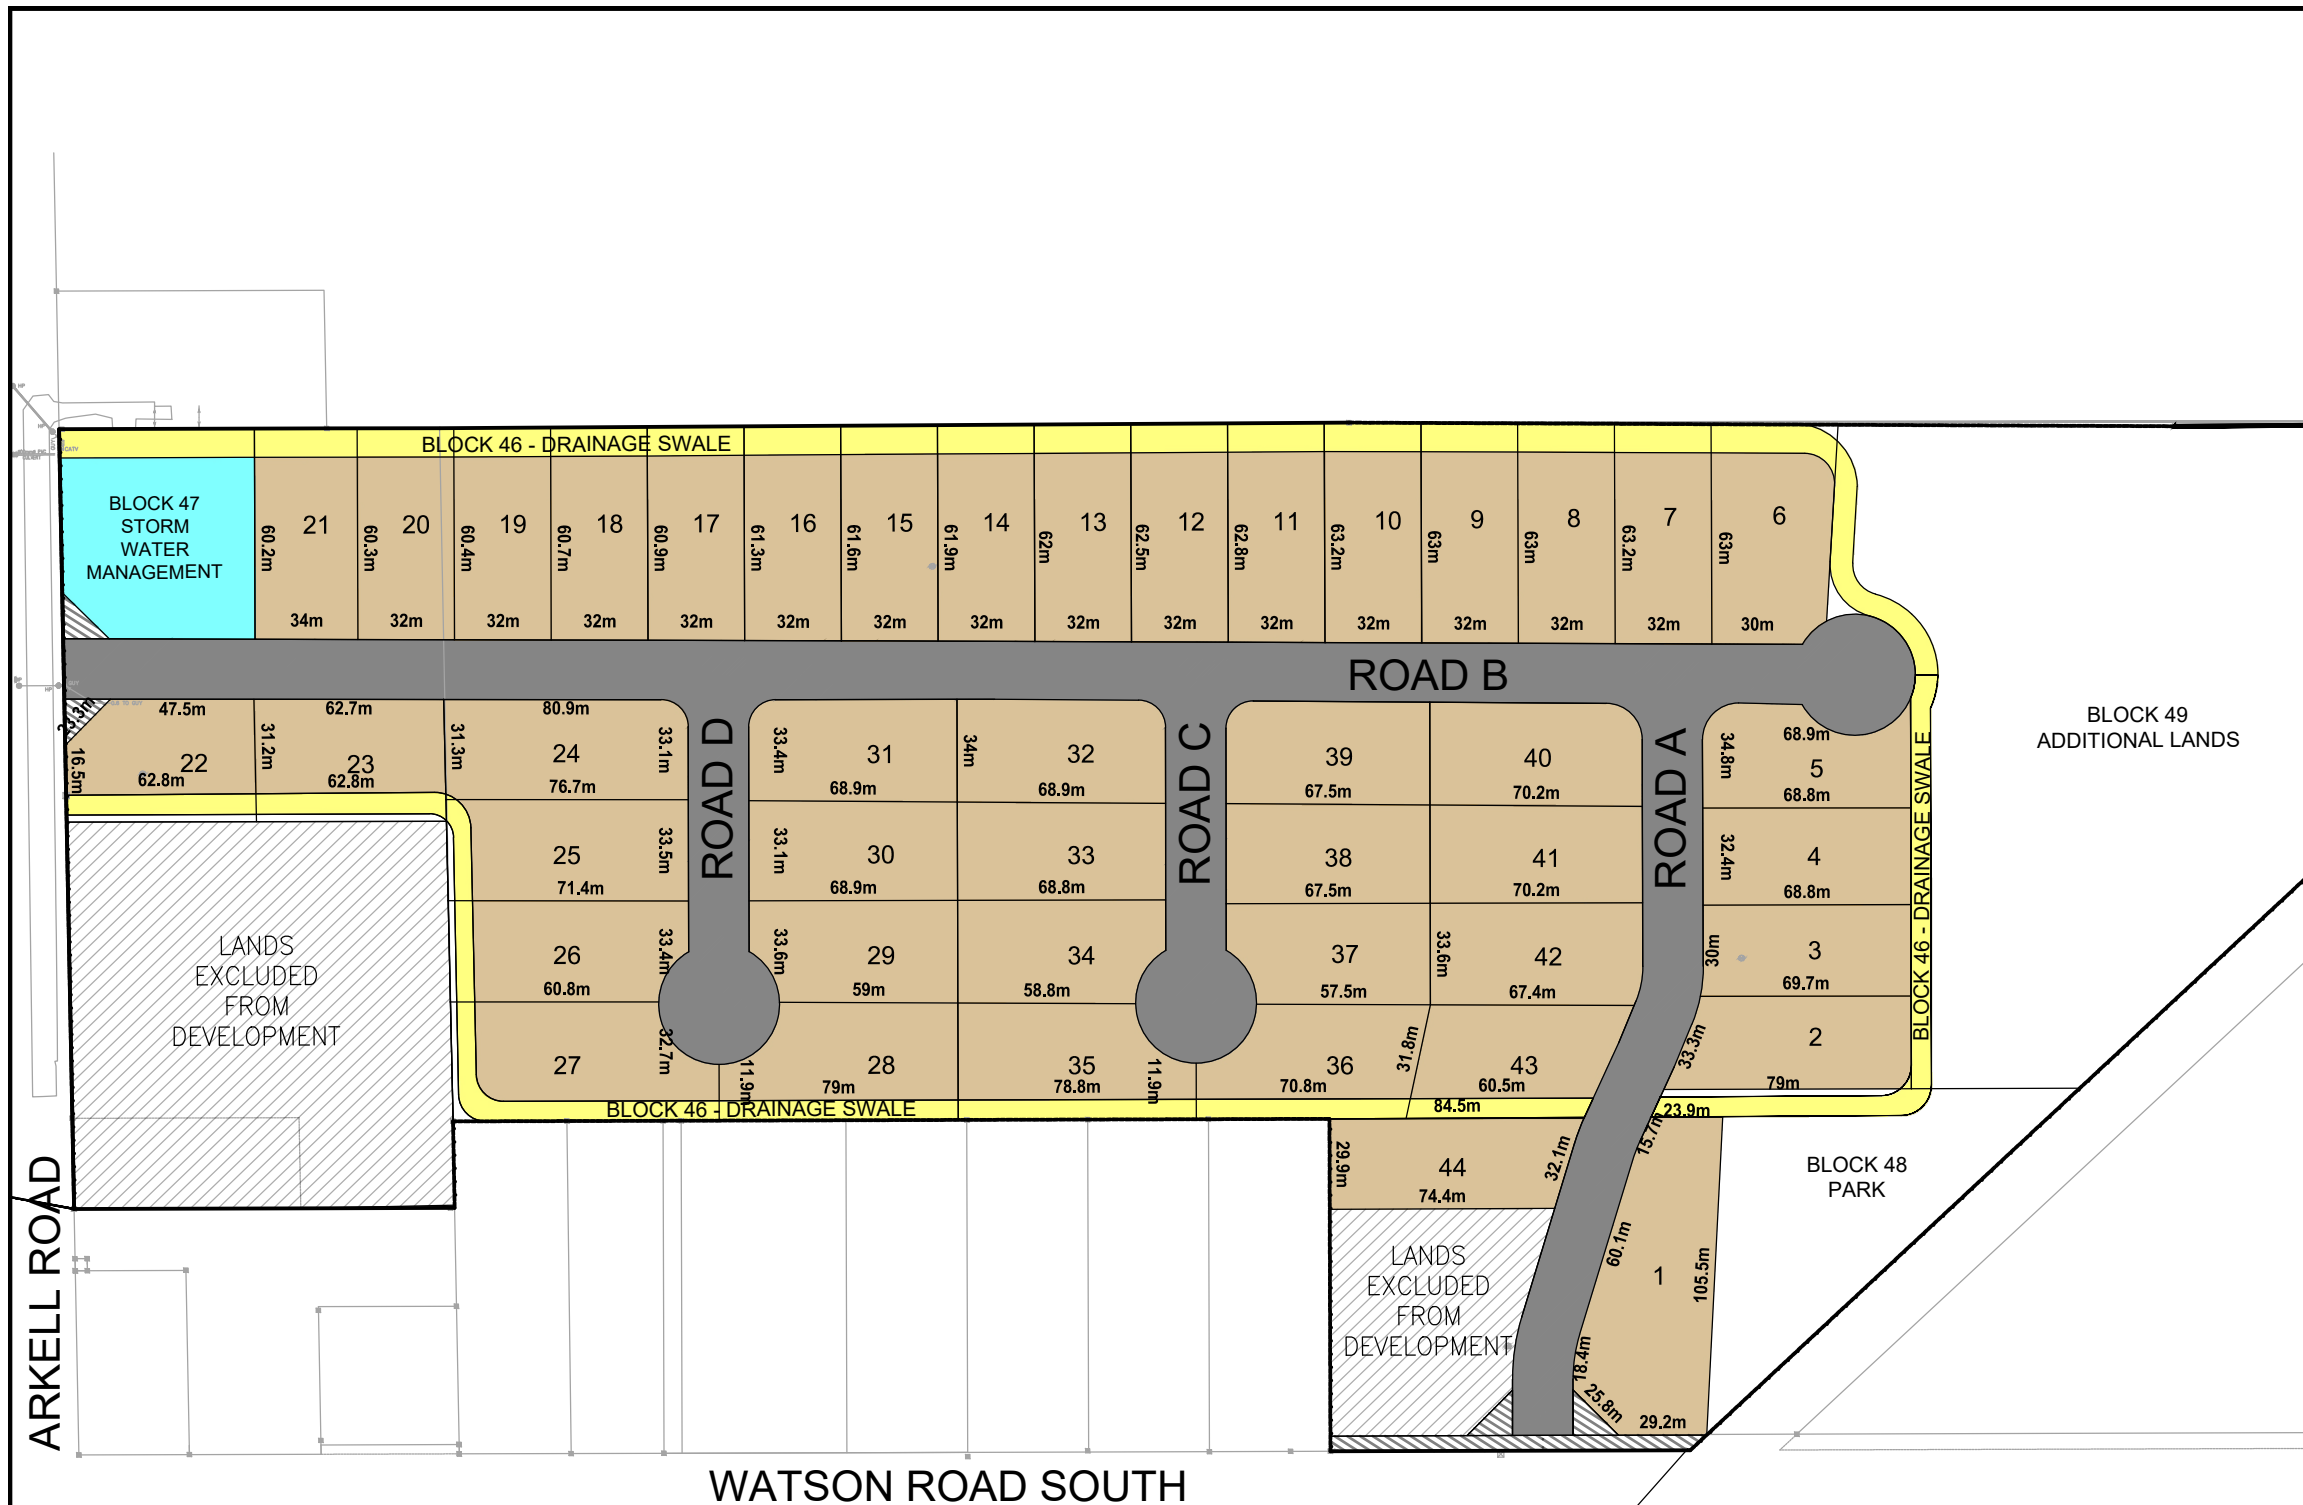 BLOCK 46 - DRAINAGE SWALE
BLOCK 47
STORM
WATER
MANAGEMENT
60.2m
21
34m
60.3m
20
32m
60.4m
19
32m
60.7m
18
32m
60.9m
17
32m
61.3m
16
32m
61.6m
15
32m
61.9m
14
32m
62m
13
32m
62.5m
12
32m
62.8m
11
32m
63.2m
10
32m
63m
9
32m
63m
8
32m
63.2m
7
32m
63m
6
30m
ROAD B
BLOCK 49
ADDITIONAL LANDS
23.3m
16.5m
47.5m
22
62.8m
31.2m
62.7m
23
62.8m
31.3m
80.9m
24
76.7m
33.1m
25
71.4m
33.5m
26
60.8m
33.4m
27
32.7m
ROAD D
33.4m
31
68.9m
33.1m
30
68.9m
33.6m
29
59m
11.9m
28
79m
34m
32
68.9m
33
68.8m
34
58.8m
35
78.8m
11.9m
ROAD C
39
67.5m
38
67.5m
37
57.5m
36
70.8m
31.8m
40
70.2m
41
70.2m
33.6m
42
67.4m
43
60.5m
84.5m
ROAD A
34.8m
68.9m
5
68.8m
32.4m
4
68.8m
30m
3
69.7m
33.3m
2
79m
23.9m
BLOCK 46 - DRAINAGE SWALE
BLOCK 46 - DRAINAGE SWALE
LANDS
EXCLUDED
FROM
DEVELOPMENT
29.9m
44
74.4m
32.1m
15.7m
60.1m
1
105.5m
18.4m
25.8m
29.2m
LANDS
EXCLUDED
FROM
DEVELOPMENT
BLOCK 48
PARK
ARKELL ROAD
WATSON ROAD SOUTH
HP
HP
CATV
HP